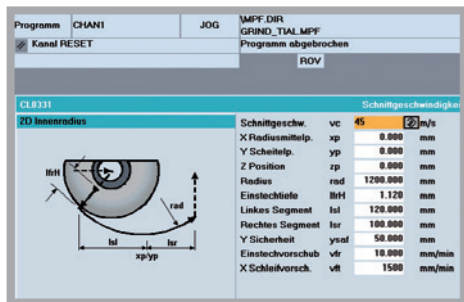 Programm CHAN1 JOG \MPF.DIR
GRIND_TIAL.MPF
Kanal RESET Programm abgebrochen
ROV
CL8331 Schnittgeschwindigkei
2D Innenradius
Schnittgeschw. vc 45 m/s
X Radiusmittelp. xp 0.000 mm
Y Scheitelp. yp 0.000 mm
Z Position zp 0.000 mm
Radius rad 1200.000 mm
Einstechtiefe lfrH 1.120 mm
Linkes Segment lsl 120.000 mm
Rechtes Segment lsr 100.000 mm
Y Sicherheit ysaf 50.000 mm
Einstechvorschub vfr 10.000 mm/min
X Schleifvorsch. vft 1500 mm/min
lfrH
rad
lsl lsr
xp/yp